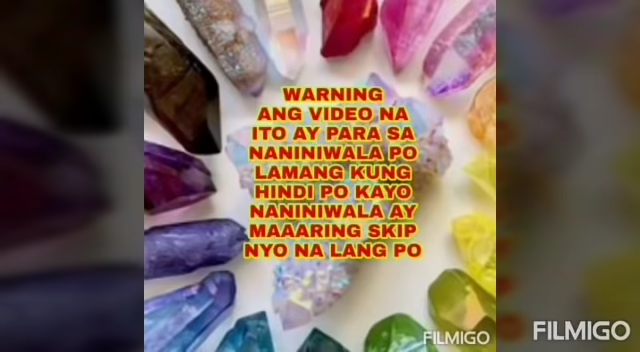 WARNING
ANG VIDEO NA
ITO AY PARA SA
NANINIWALA PO
LAMANG KUNG
HINDI PO KAYO
NANINIWALA AY
MAAARING SKIP
NYO NA LANG PO
FILMIGO
FILMIGO